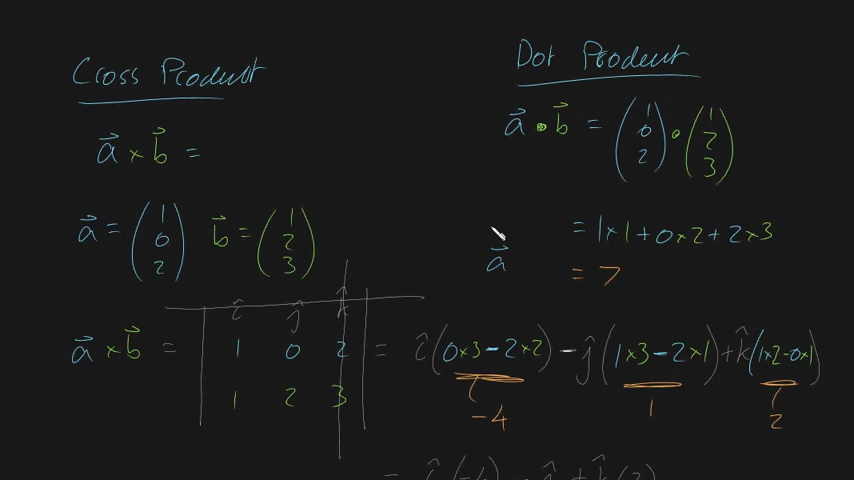 Cross Product
a⃗ × b⃗ =
a⃗ = (1 0 2) b⃗ = (1 2 3)
a⃗ × b⃗ = | î ĵ k̂ |
| 1 0 2 |
| 1 2 3 |
= î(0×3-2×2) - ĵ(1×3-2×1) + k̂(1×2-0×1)
-4 1 2
= î(-4) - ĵ + k̂(2)
Dot Product
a⃗ • b⃗ = (1 0 2) • (1 2 3)
= 1×1+0×2+2×3
a⃗
= 7